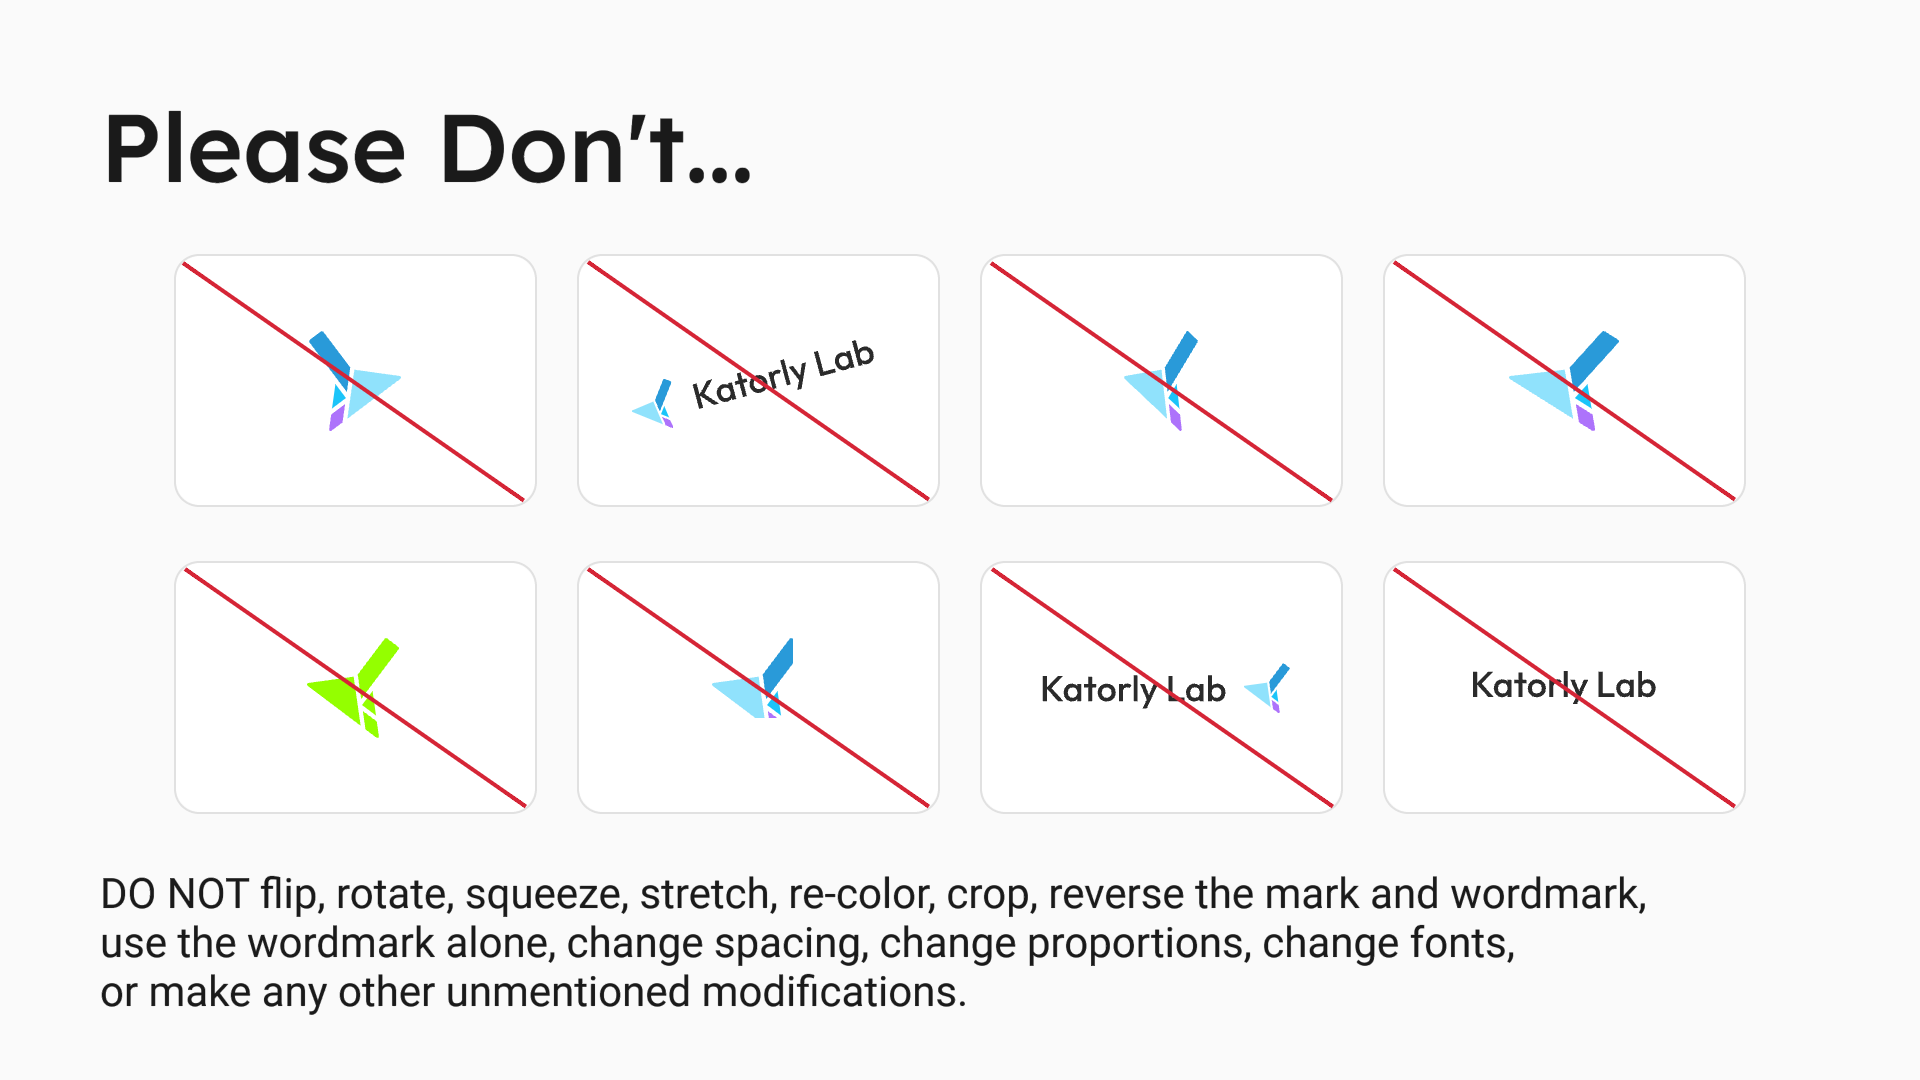 Please Don't...
Katorly Lab
Katorly Lab
Katorly Lab
DO NOT flip, rotate, squeeze, stretch, re-color, crop, reverse the mark and wordmark,
use the wordmark alone, change spacing, change proportions, change fonts,
or make any other unmentioned modifications.